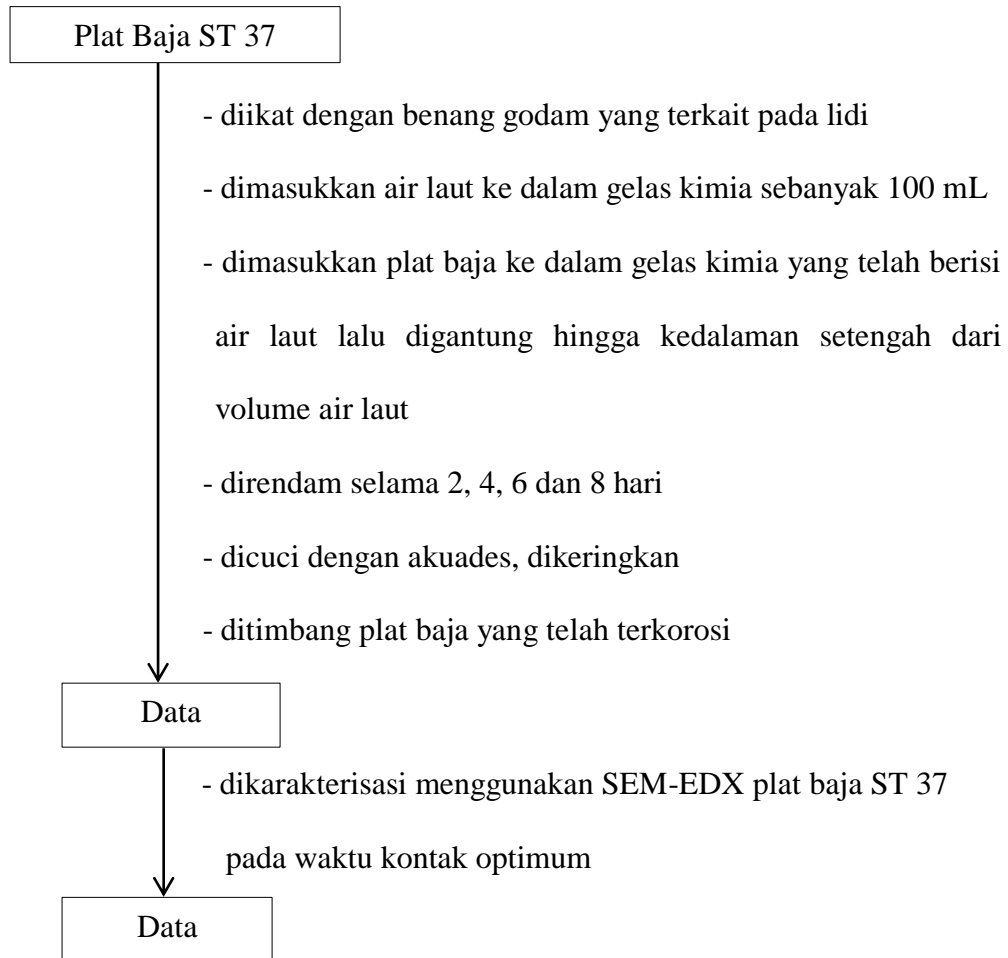 Plat Baja ST 37
- diikat dengan benang godam yang terkait pada lidi
- dimasukkan air laut ke dalam gelas kimia sebanyak 100 mL
- dimasukkan plat baja ke dalam gelas kimia yang telah berisi
air laut lalu digantung hingga kedalaman setengah dari
volume air laut
- direndam selama 2, 4, 6 dan 8 hari
- dicuci dengan akuades, dikeringkan
- ditimbang plat baja yang telah terkorosi
Data
- dikarakterisasi menggunakan SEM-EDX plat baja ST 37
pada waktu kontak optimum
Data